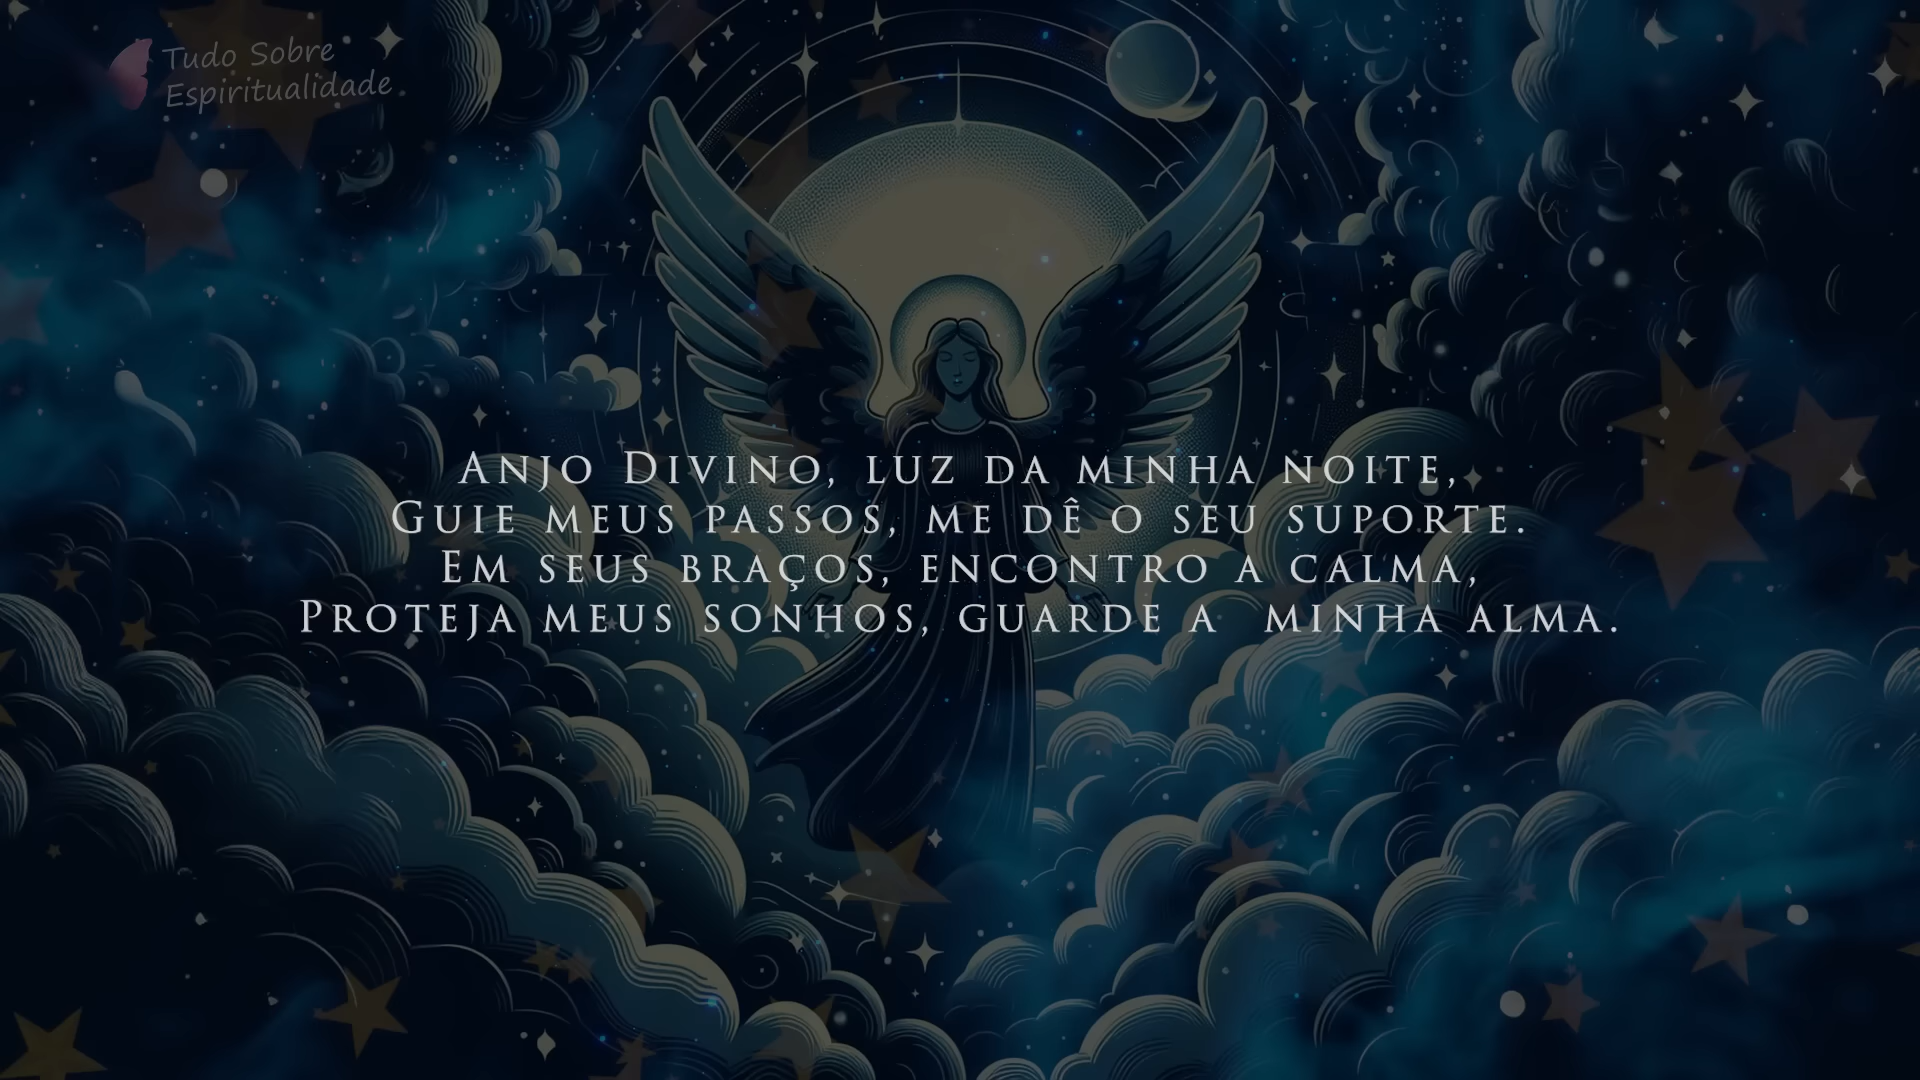 Tudo Sobre
Espiritualidade
Anjo Divino, luz da minha noite,
Guie meus passos, me dê o seu suporte.
Em seus braços, encontro a calma,
Proteja meus sonhos, guarde a  minha alma.